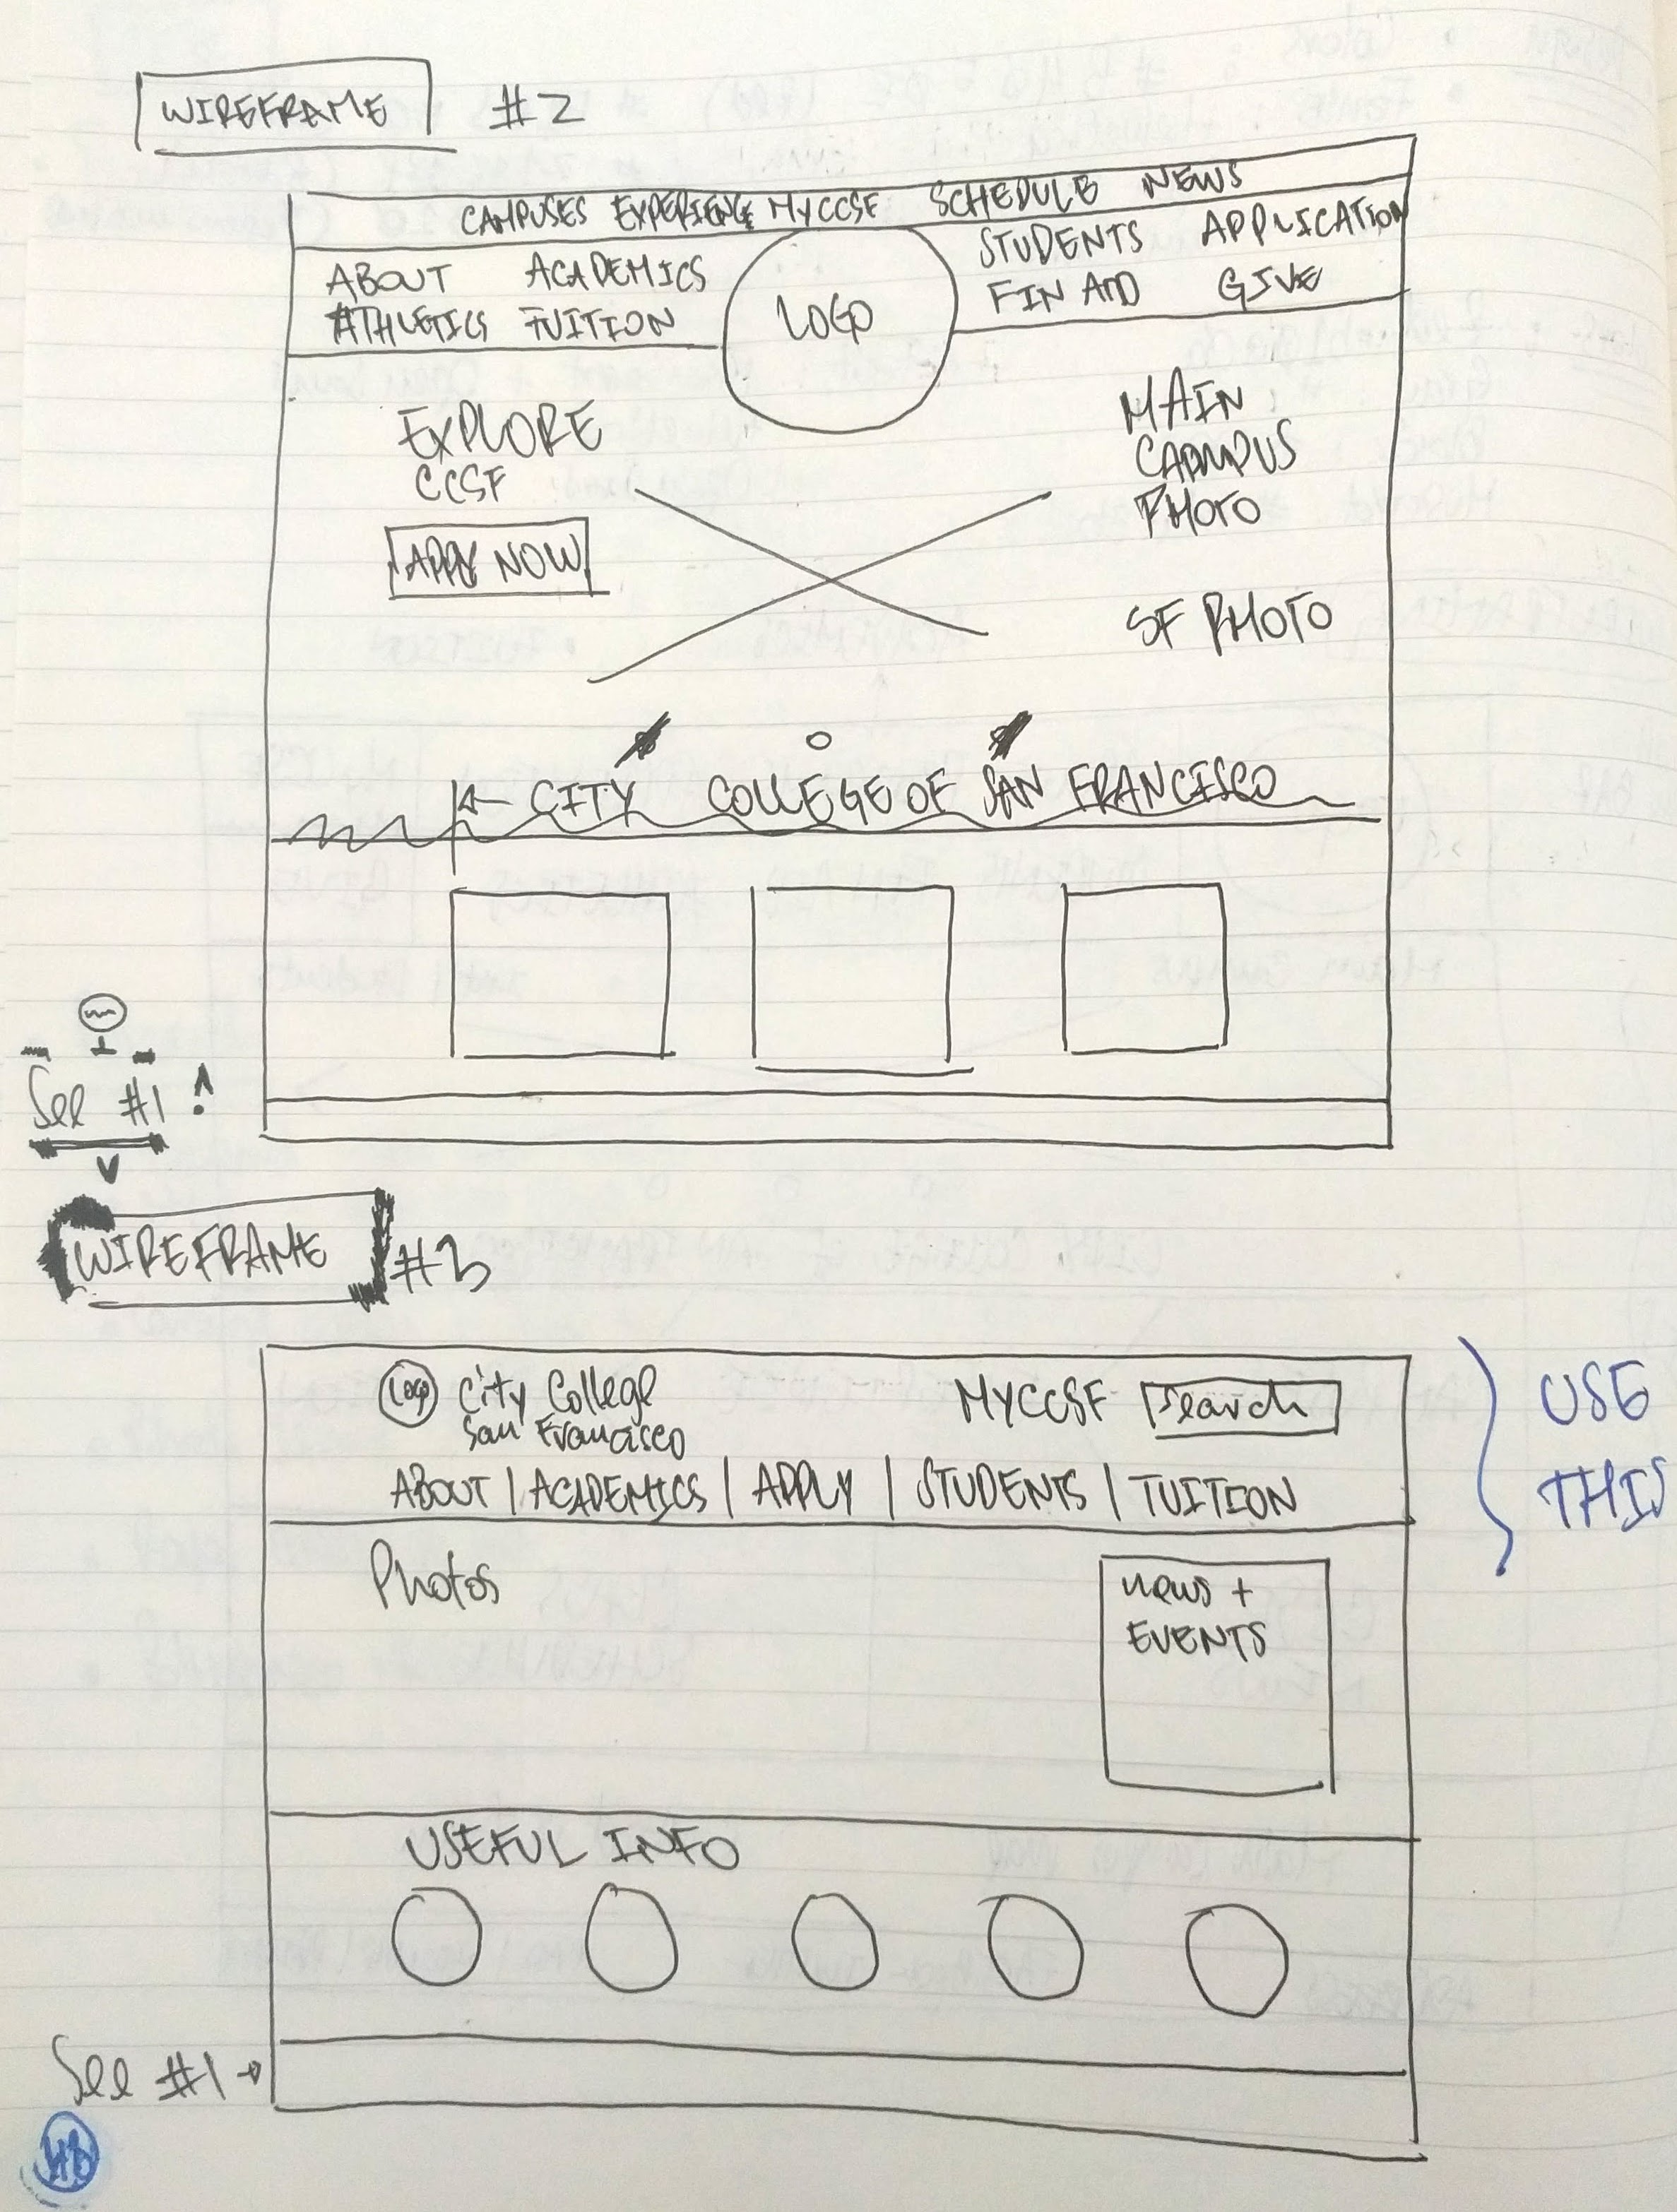 WIREFRAME #2
CAMPUSES EXPERIENCE MYCCSF SCHEDULE NEWS
ABOUT ACADEMICS
ATHLETICS TUITION
LOGO
STUDENTS APPLICATION
FIN AID GIVE
EXPLORE
CCSF
APPLY NOW
MAIN
CAMPUS
PHOTO
SF PHOTO
CITY COLLEGE OF SAN FRANCISCO
See #1
WIREFRAME #3
Logo City College
San Francisco
MYCCSF Search
ABOUT | ACADEMICS | APPLY | STUDENTS | TUITION
USE
THIS
Photos
news +
EVENTS
USEFUL INFO
See #1